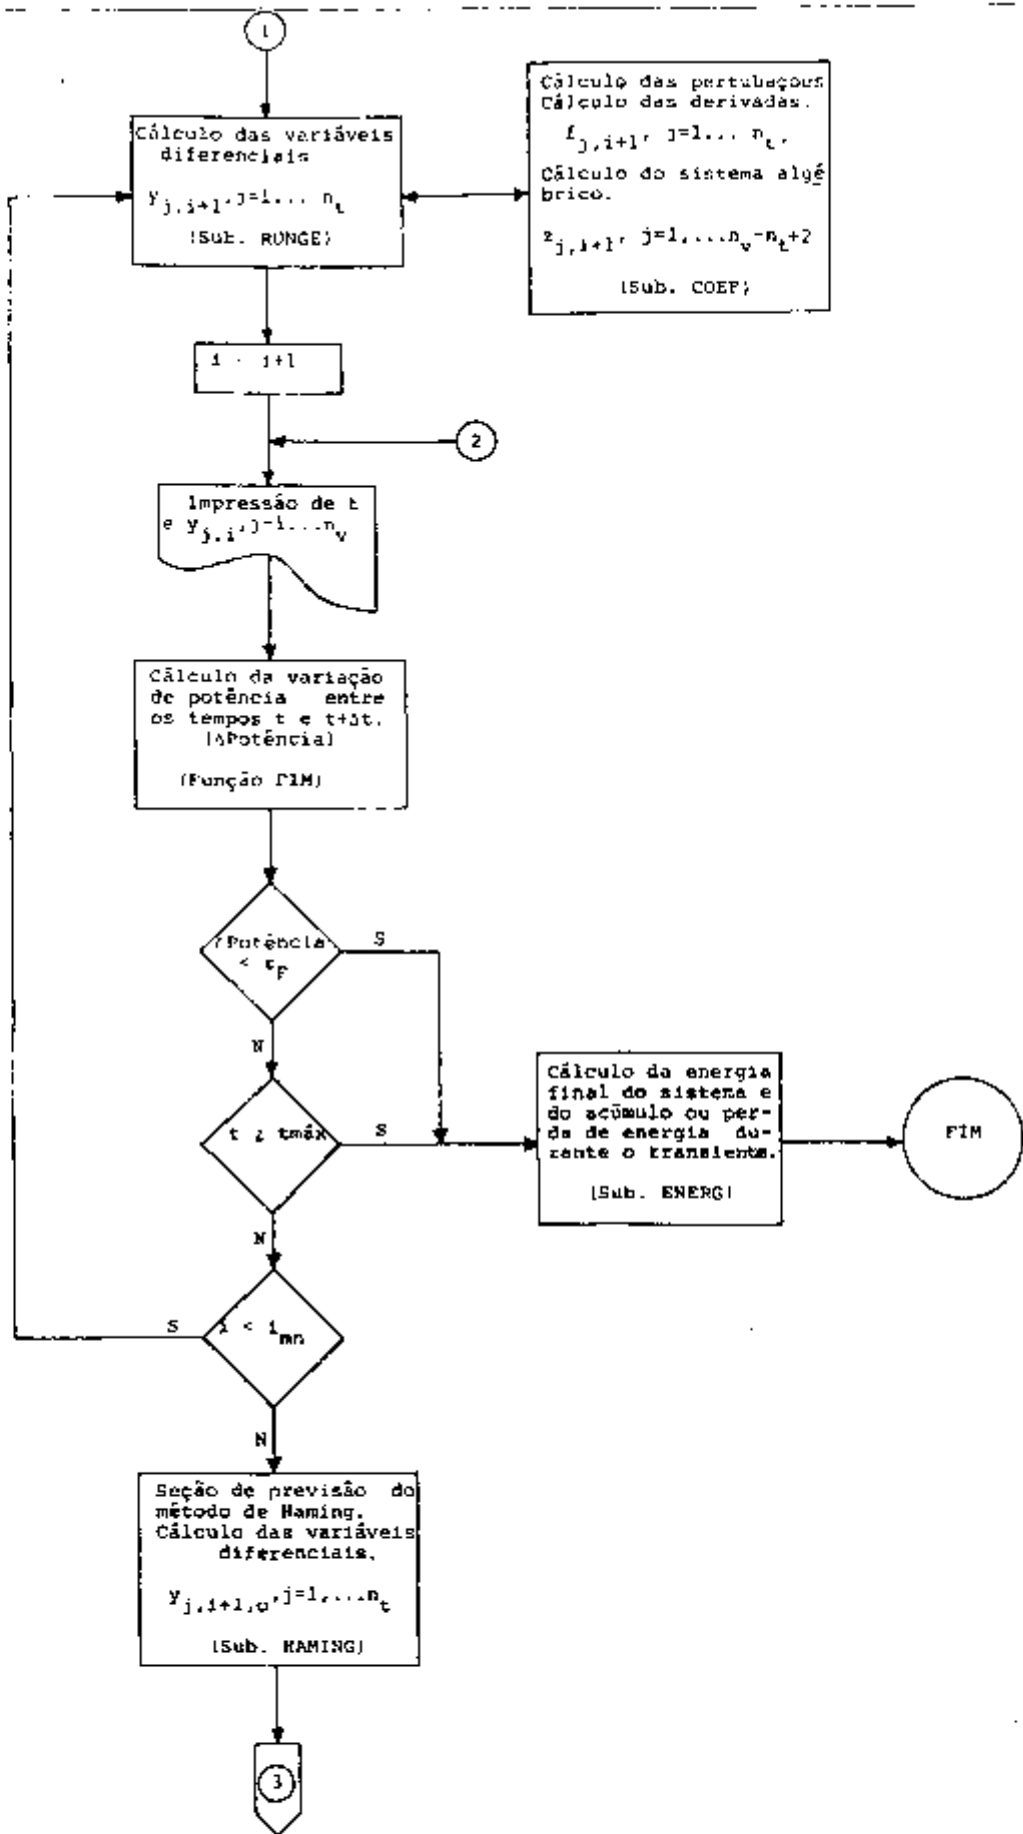 1
Cálculo das variáveis
diferenciais
y j,i+1, j=1... n t
(Sub. RUNGE)
Cálculo das pertubaçous
Cálculo das derivadas.
f j,i+1, j=1... n t,
Cálculo do sistema algé
brico.
z j,i+1, j=1,...n v-n t+2
(Sub. COEF)
i i+1
2
Impressão de t
e y j,i, j=1...n v
Cálculo da variação
de potência entre
os tempos t e t+Δt.
(ΔPotência)
(Função FIM)
Potência
< ε p
S
N
t tmáx
S
Cálculo da energia
final do sistema e
do acúmulo ou per-
da de energia du-
rante o transiente.
(Sub. ENERG)
FIM
N
i < i mn
S
N
Seção de previsão do
método de Haming.
Cálculo das variáveis
diferenciais.
y j,i+1,o, j=1,...n t
(Sub. HAMING)
3